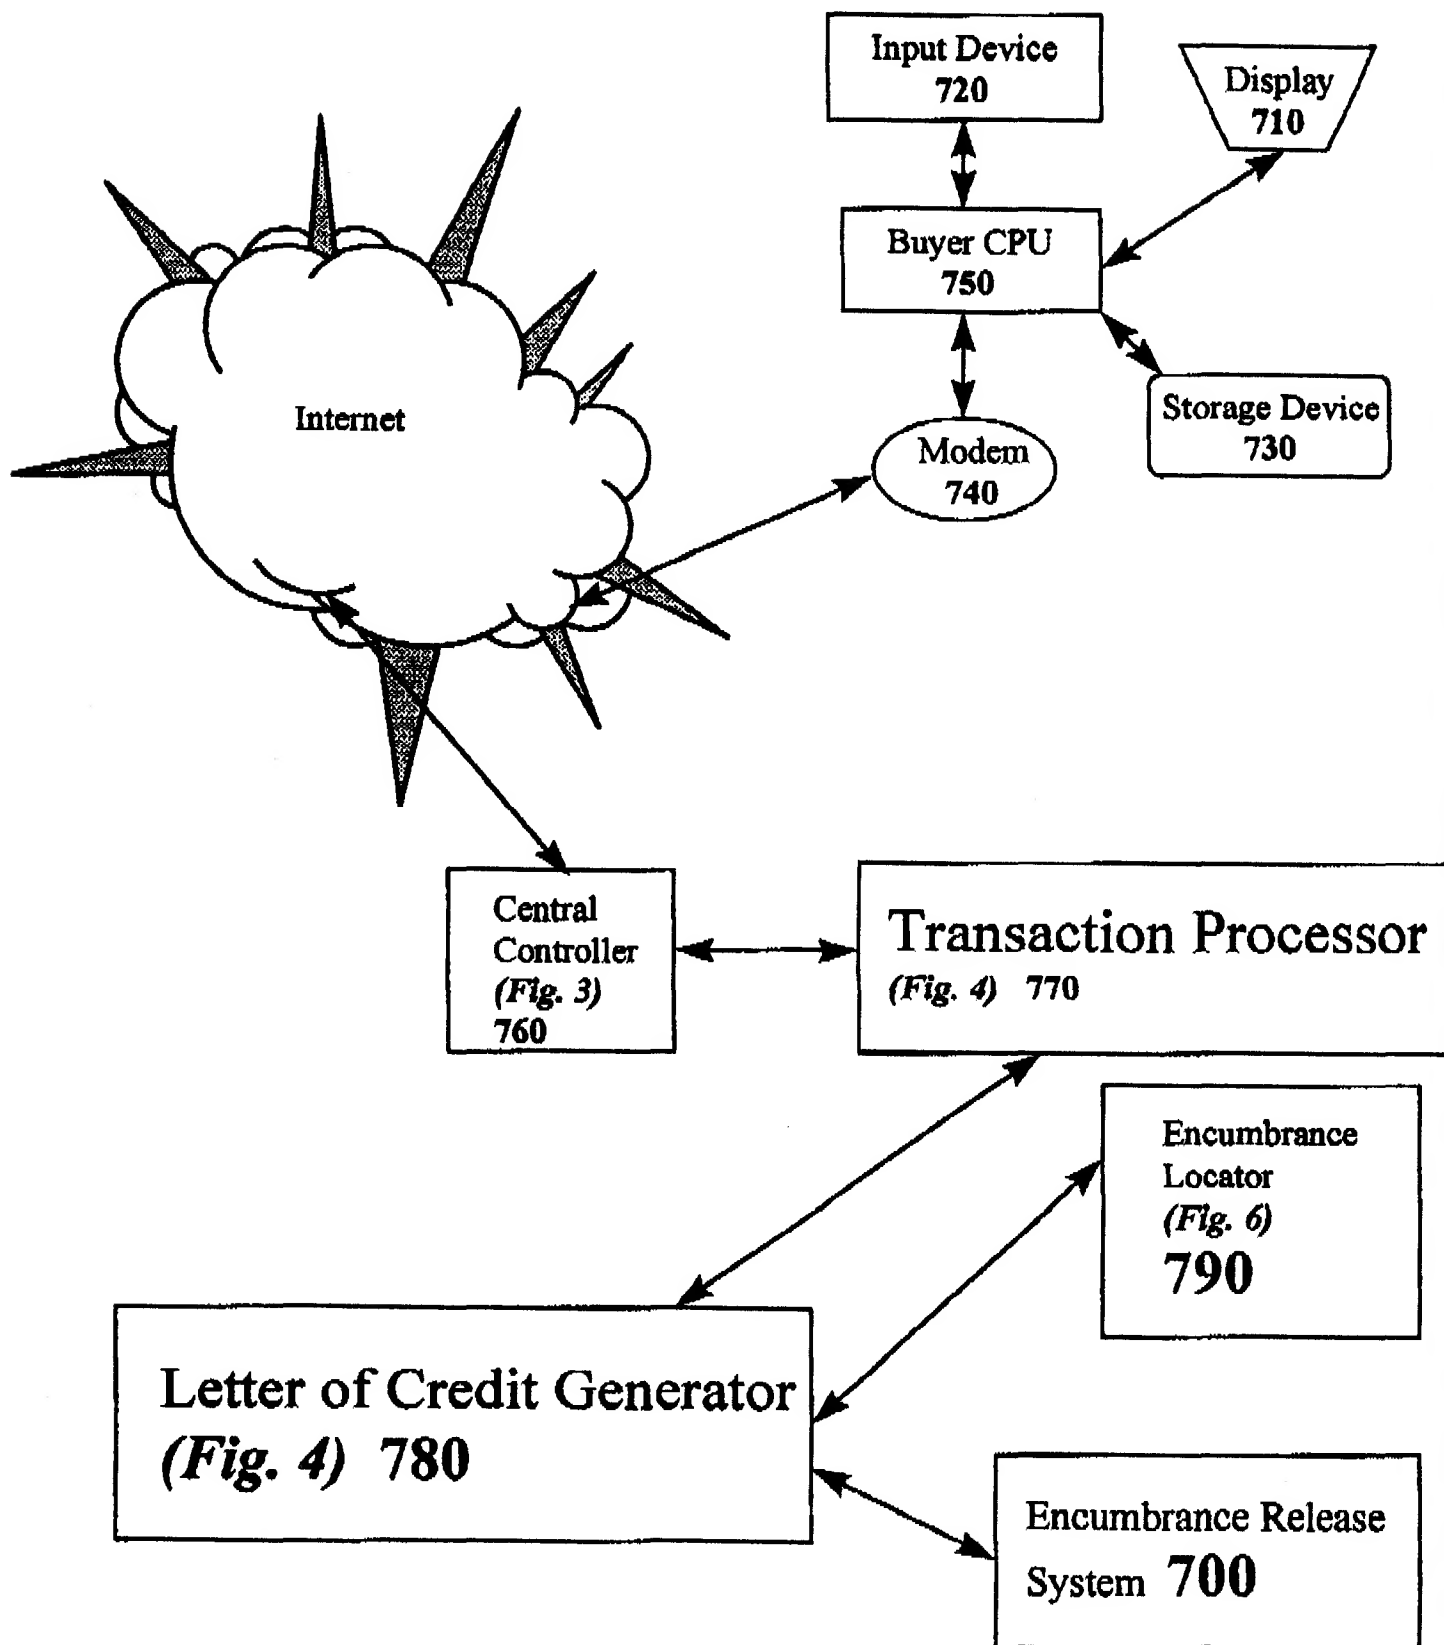 Input Device
720
Display
710
Buyer CPU
750
Internet
Storage Device
730
Modem
740
Central
Controller
(Fig. 3)
760
Transaction Processor
(Fig. 4) 770
Encumbrance
Locator
(Fig. 6)
790
Letter of Credit Generator
(Fig. 4) 780
Encumbrance Release
System 700